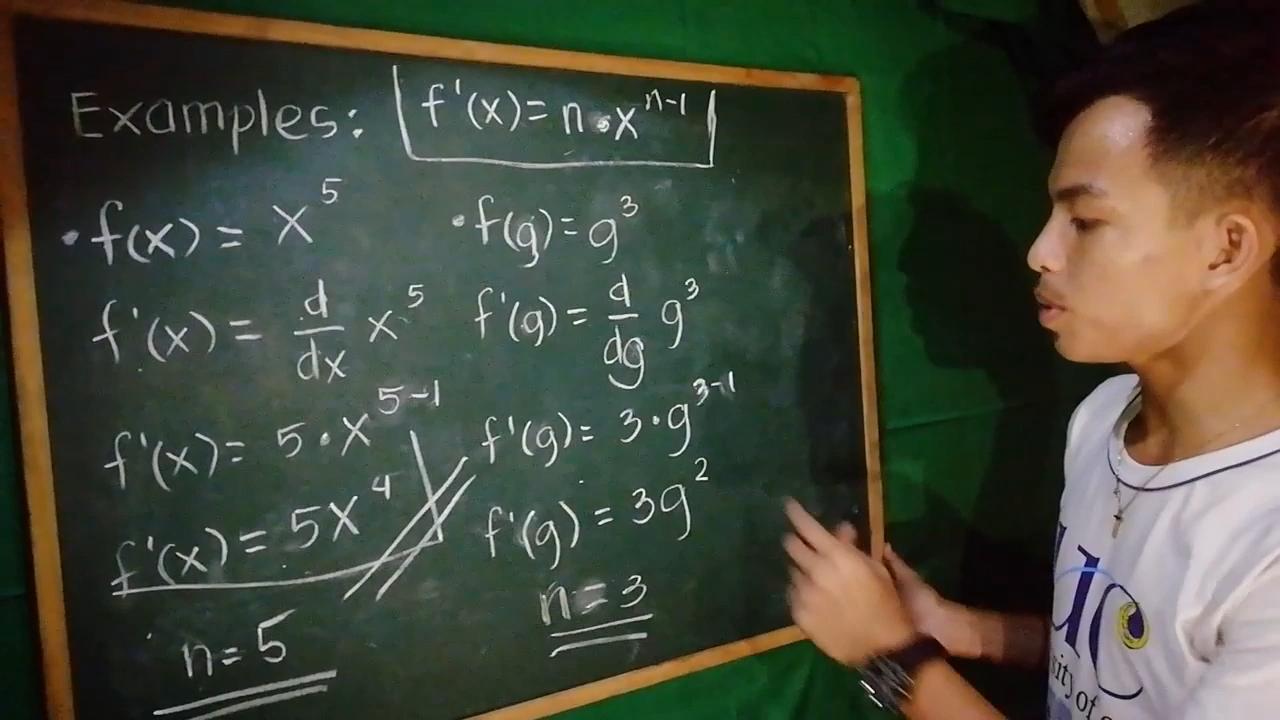 Examples: f'(x) = n • x^{n-1}
• f(x) = x^5
f'(x) = d/dx x^5
f'(x) = 5 • x^{5-1}
f'(x) = 5x^4
n = 5
• f(g) = g^3
f'(g) = d/dg g^3
f'(g) = 3 • g^{3-1}
f'(g) = 3g^2
n = 3
of